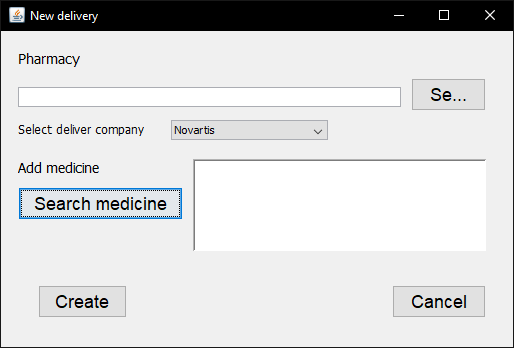 New delivery
Pharmacy
Se...
Select deliver company
Novartis
Add medicine
Search medicine
Create
Cancel